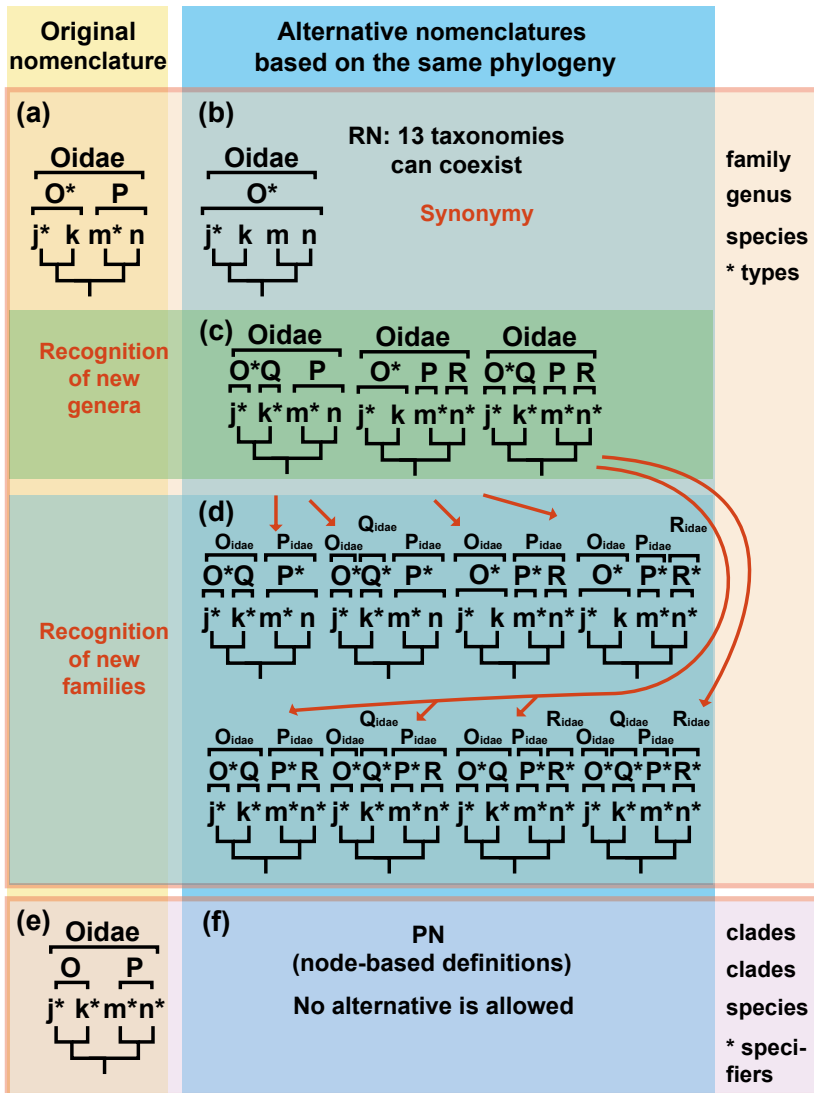 Original
nomenclature
Alternative nomenclatures
based on the same phylogeny
(a)
Oidae
O* P
j* k m* n
(b)
Oidae
O*
j* k m n
RN: 13 taxonomies
can coexist
Synonymy
family
genus
species
* types
Recognition
of new
genera
(c)
Oidae Oidae Oidae
O* Q P O* P R O* Q P R
j* k* m* n j* k m* n* j* k* m* n*
Recognition
of new
families
(d)
Qidae Ridae
Oidae Pidae Oidae Pidae Oidae Pidae Oidae Pidae
O* Q P* O* Q* P* O* P* R O* P* R*
j* k* m* n j* k* m* n j* k m* n* j* k m* n*
Qidae Ridae Qidae Ridae
Oidae Pidae Oidae Pidae Oidae Pidae Oidae Pidae
O* Q P* R O* Q* P* R O* Q P* R* O* Q* P* R*
j* k* m* n* j* k* m* n* j* k* m* n* j* k* m* n*
(e)
Oidae
O P
j* k* m* n*
(f)
PN
(node-based definitions)
No alternative is allowed
clades
clades
species
* speci-
fiers